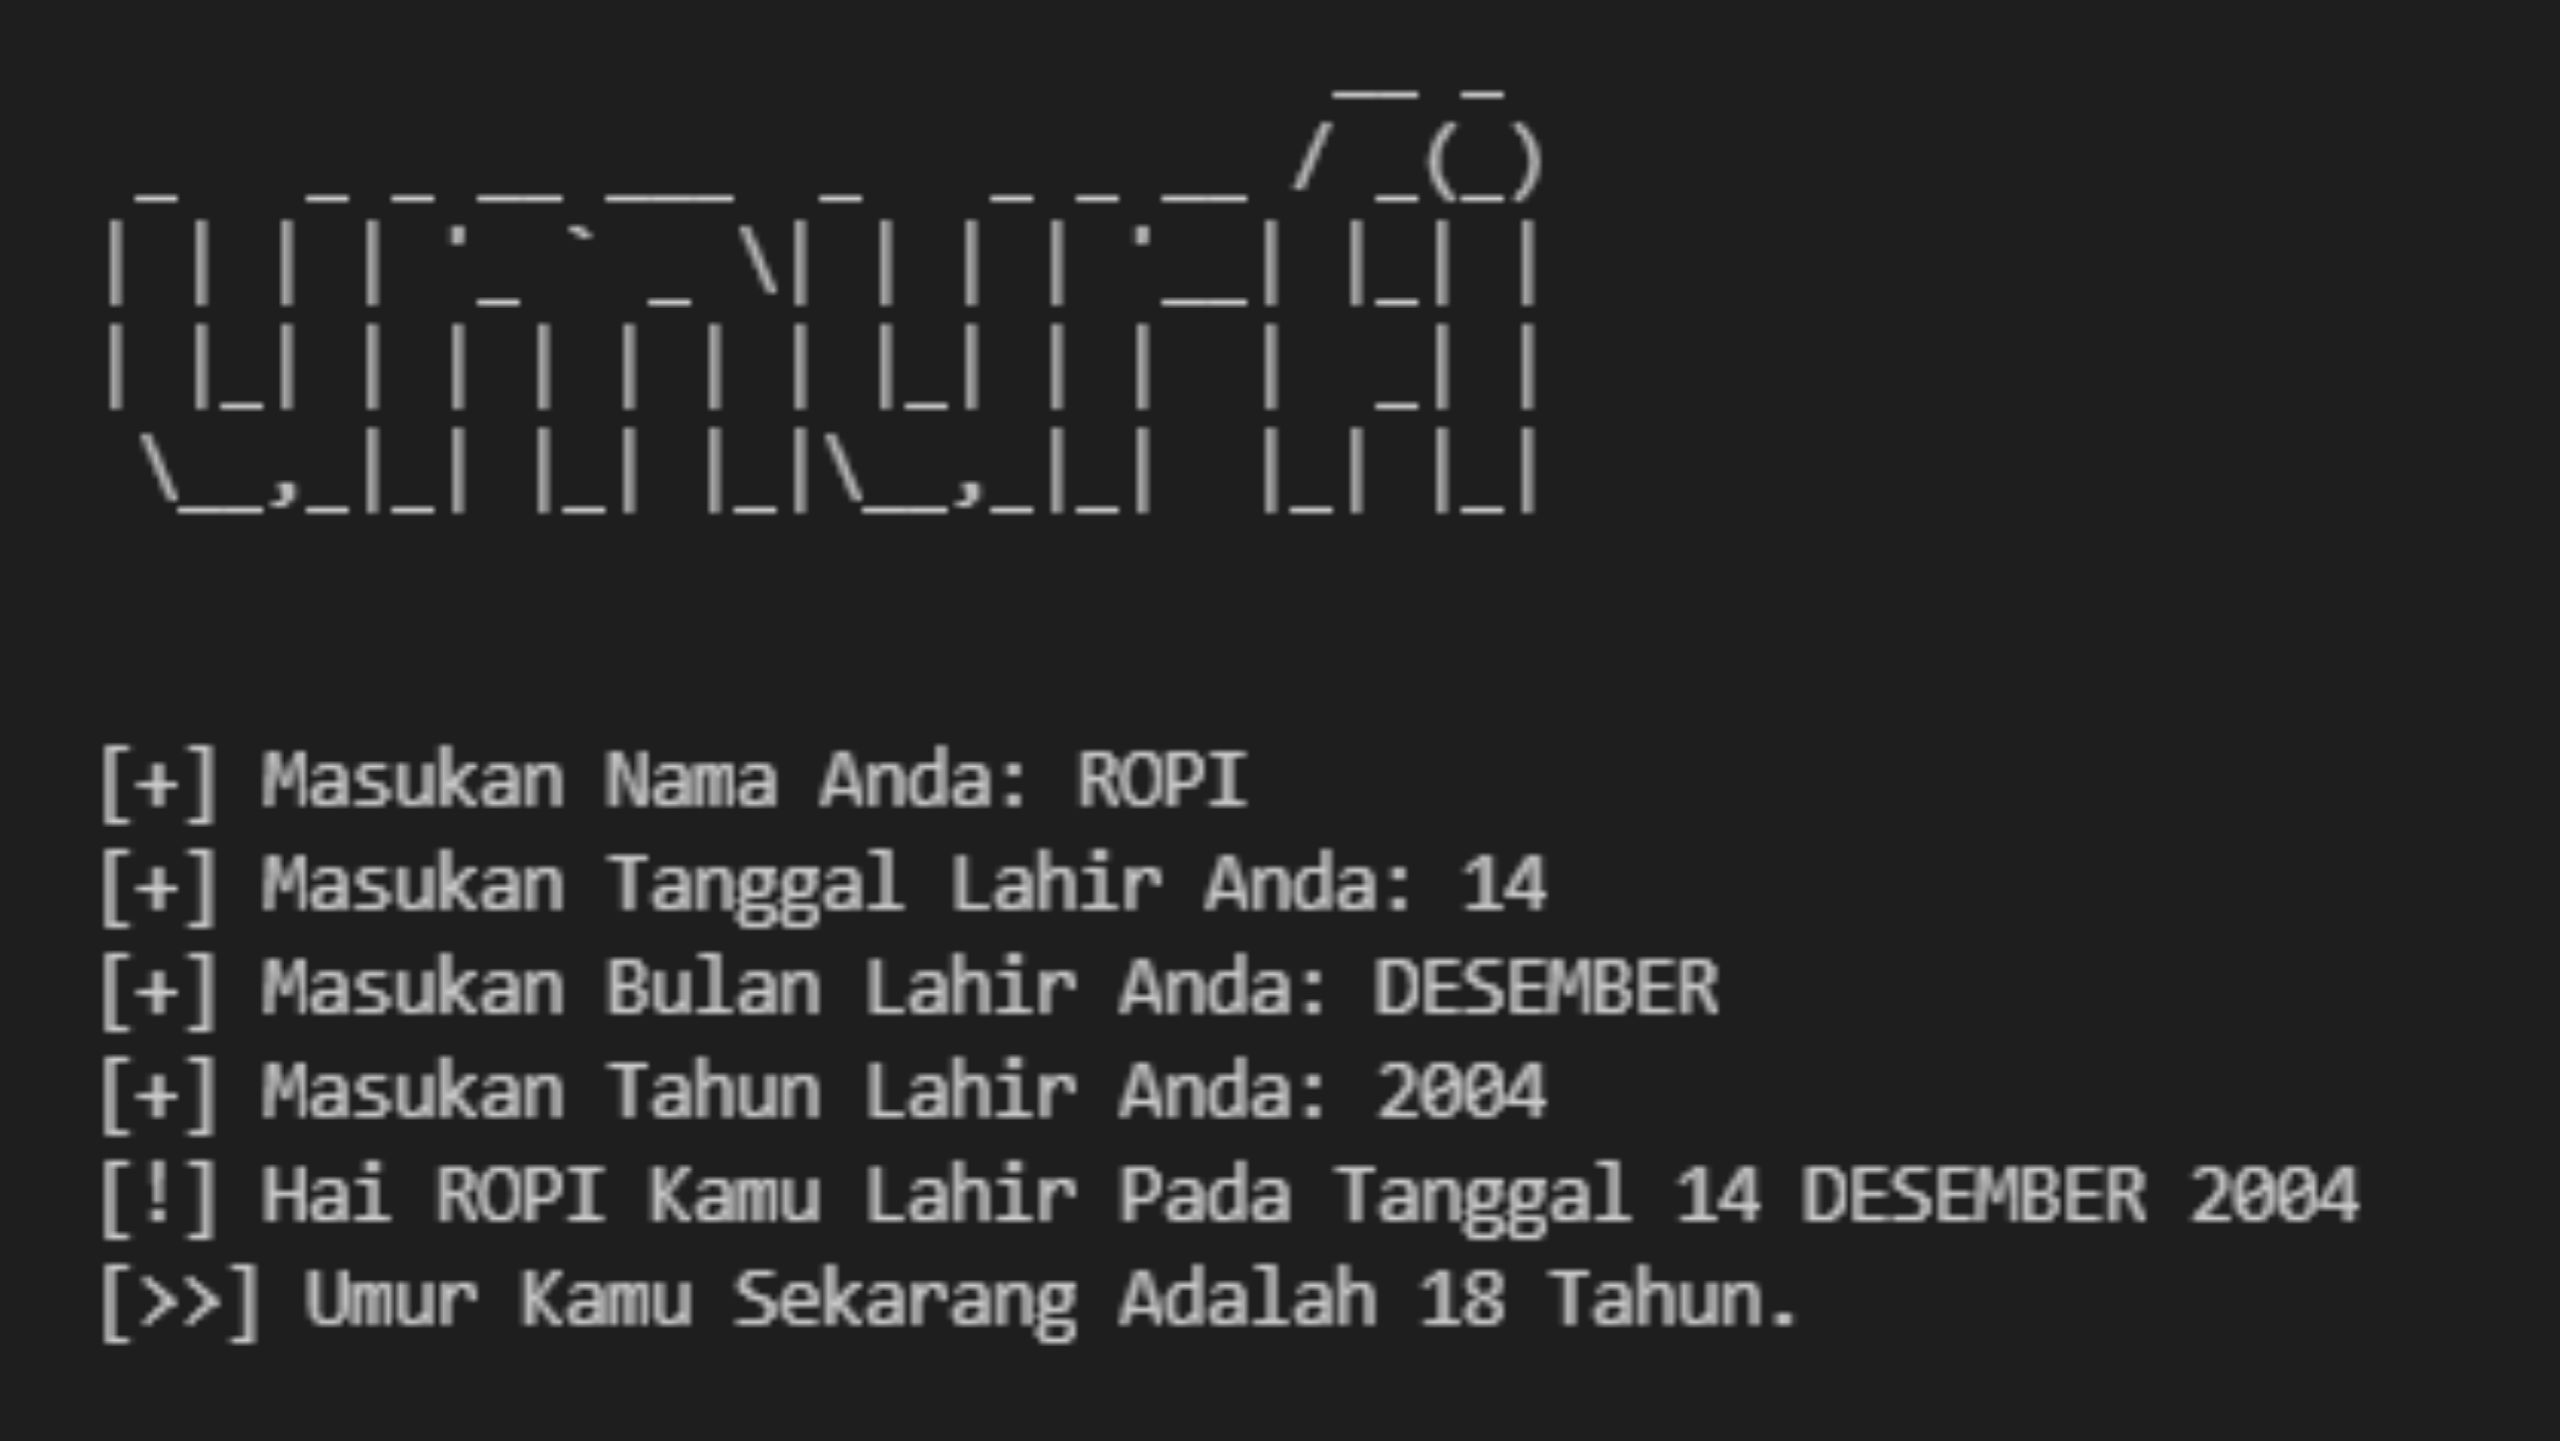 umurfi
[+] Masukan Nama Anda: ROPI
[+] Masukan Tanggal Lahir Anda: 14
[+] Masukan Bulan Lahir Anda: DESEMBER
[+] Masukan Tahun Lahir Anda: 2004
[!] Hai ROPI Kamu Lahir Pada Tanggal 14 DESEMBER 2004
[>>] Umur Kamu Sekarang Adalah 18 Tahun.